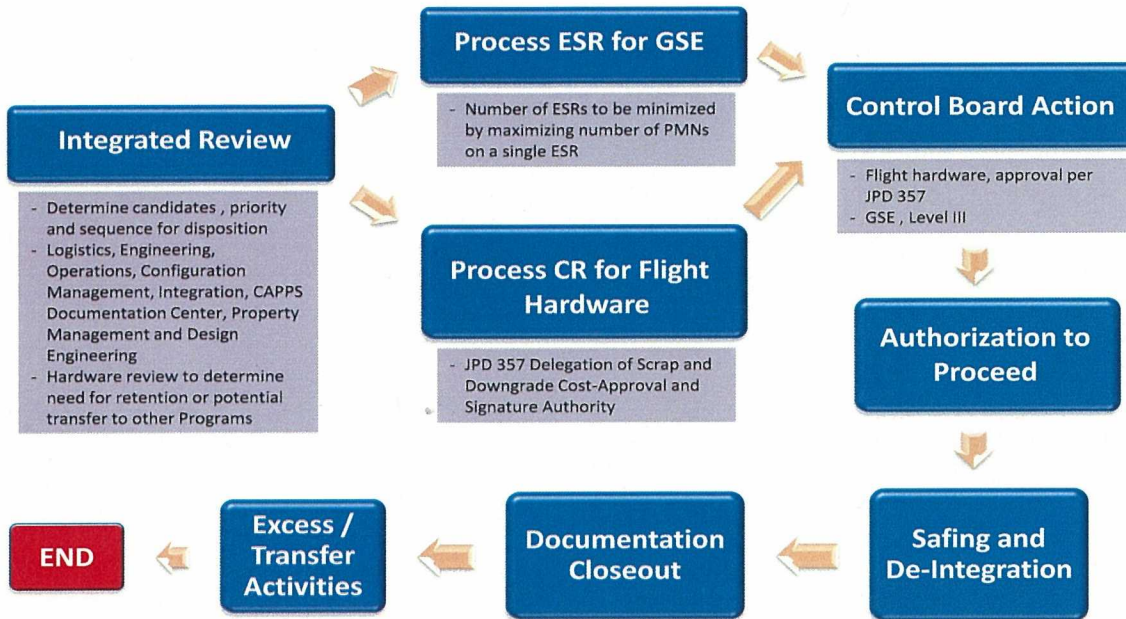 Integrated Review
- Determine candidates , priority
and sequence for disposition
- Logistics, Engineering,
Operations, Configuration
Management, Integration, CAPPS
Documentation Center, Property
Management and Design
Engineering
- Hardware review to determine
need for retention or potential
transfer to other Programs
Process ESR for GSE
- Number of ESRs to be minimized
by maximizing number of PMNs
on a single ESR
Process CR for Flight
Hardware
- JPD 357 Delegation of Scrap and
Downgrade Cost-Approval and
Signature Authority
Control Board Action
- Flight hardware, approval per
JPD 357
- GSE , Level III
Authorization to
Proceed
Safing and
De-Integration
Documentation
Closeout
Excess /
Transfer
Activities
END